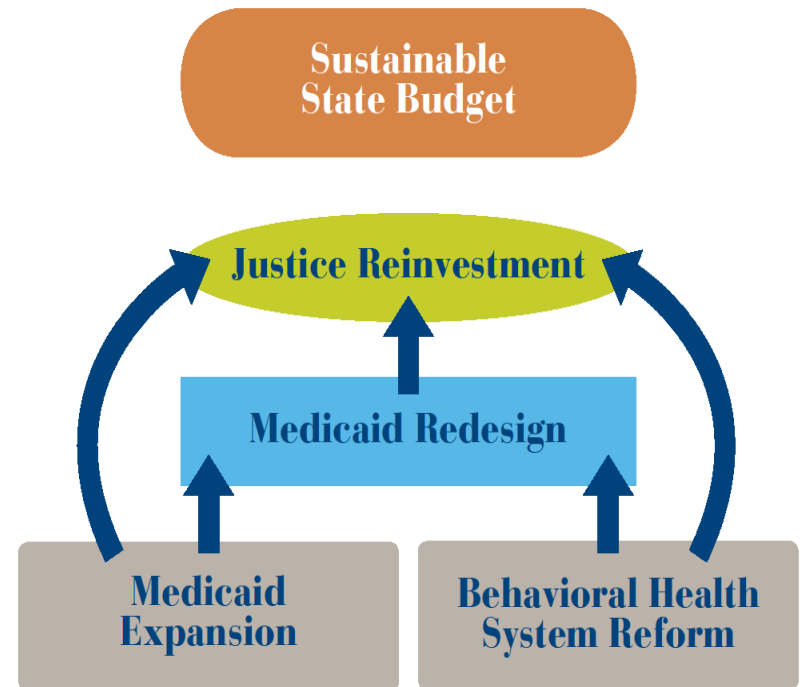 Sustainable
State Budget
Justice Reinvestment
Medicaid Redesign
Medicaid
Expansion
Behavioral Health
System Reform